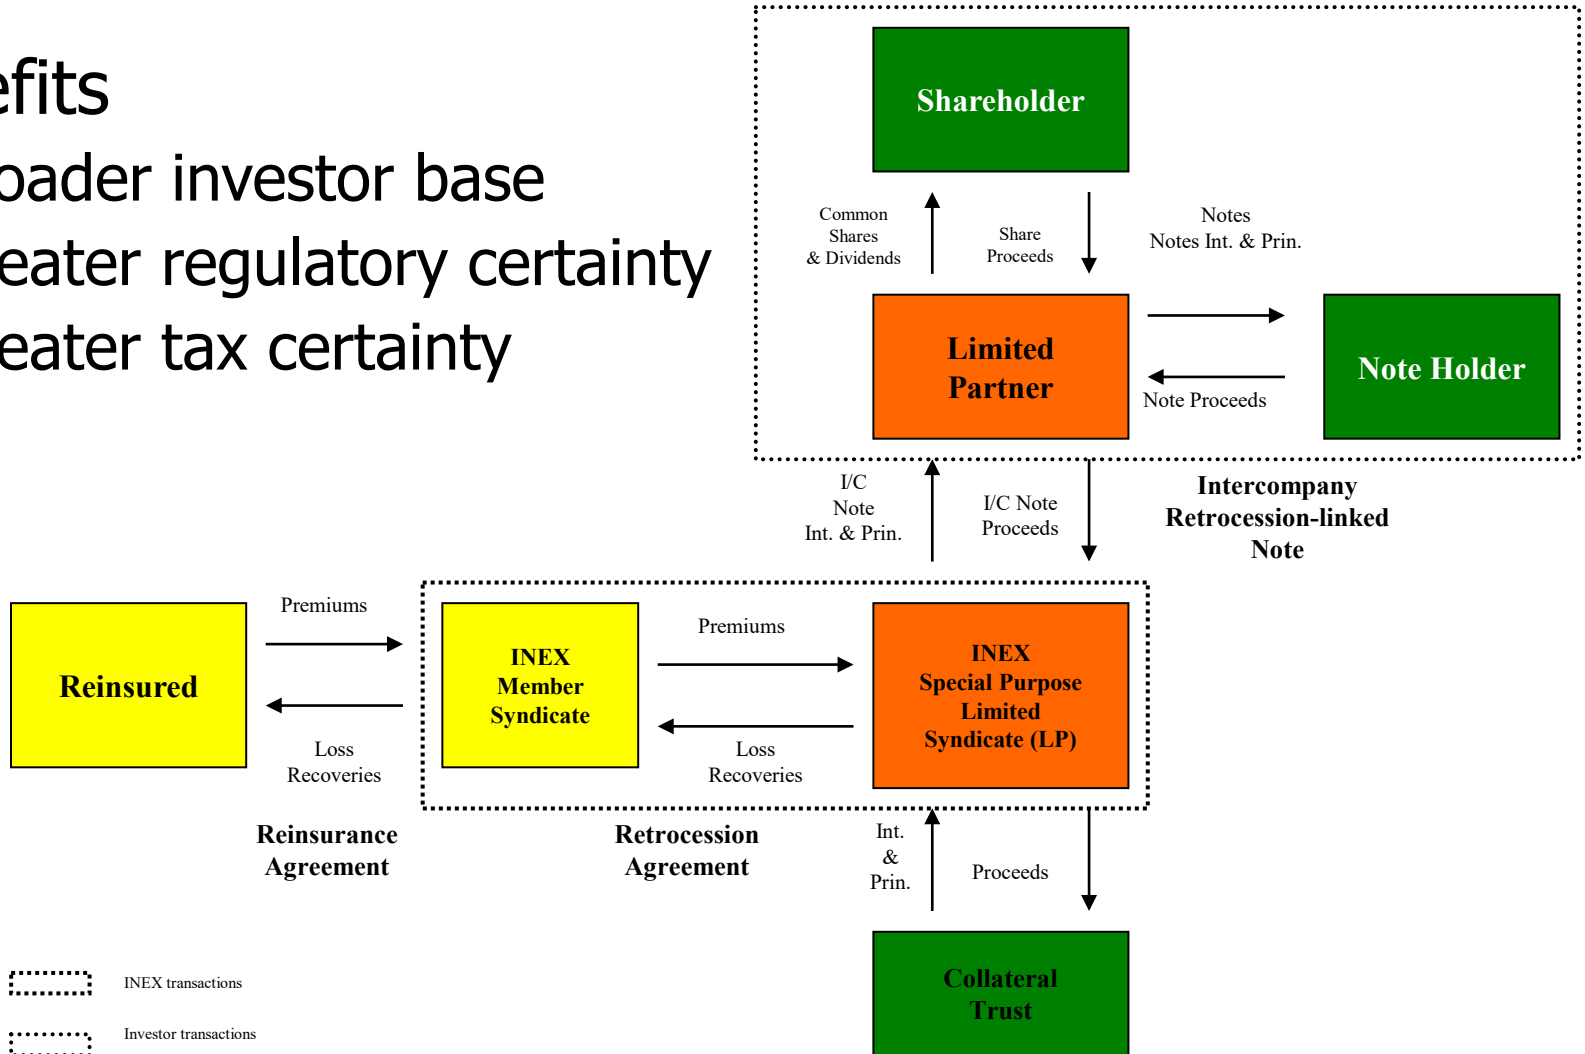 efits
oader investor base
eater regulatory certainty
eater tax certainty
Shareholder
Common
Shares
& Dividends
Share
Proceeds
Notes
Notes Int. & Prin.
Limited
Partner
Note Holder
Note Proceeds
I/C
Note
Int. & Prin.
I/C Note
Proceeds
Intercompany
Retrocession-linked
Note
Reinsured
Premiums
Loss
Recoveries
INEX
Member
Syndicate
Premiums
Loss
Recoveries
INEX
Special Purpose
Limited
Syndicate (LP)
Reinsurance
Agreement
Retrocession
Agreement
Int.
&
Prin.
Proceeds
Collateral
Trust
INEX transactions
Investor transactions